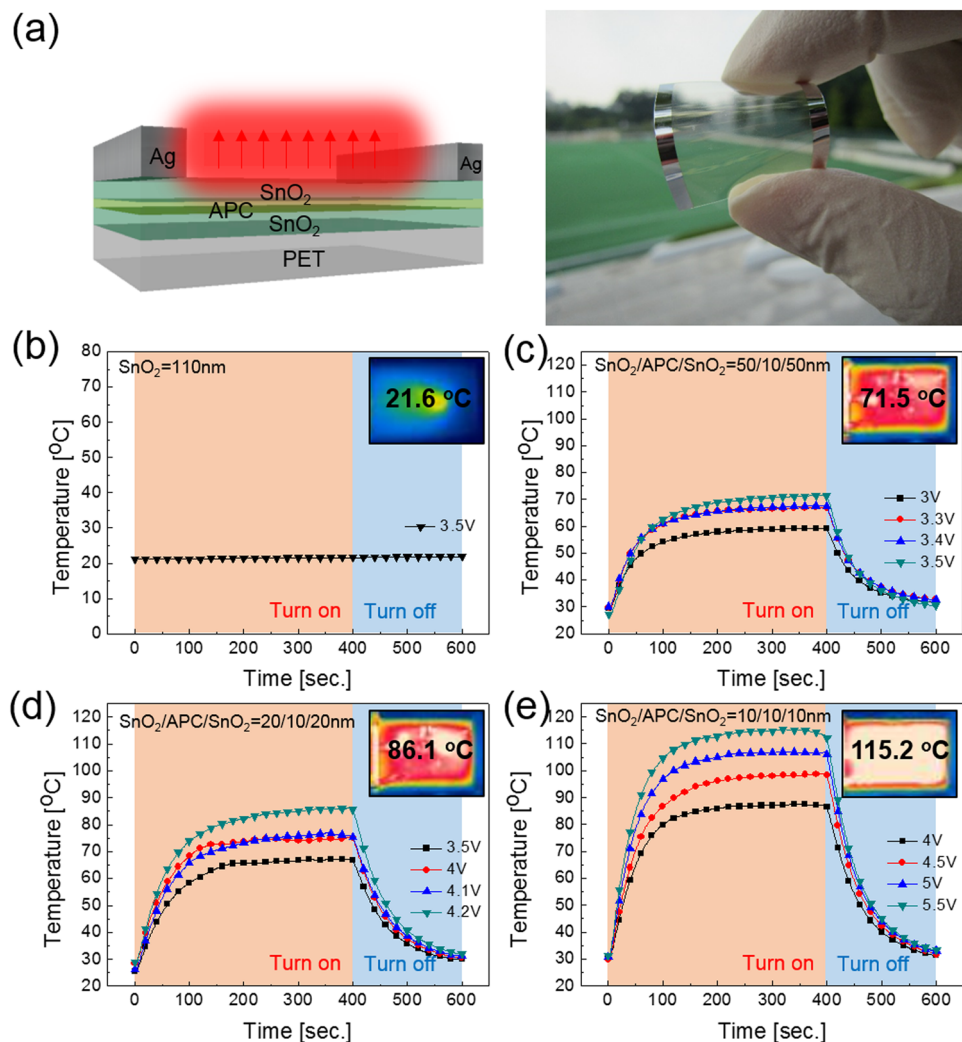 (a)
Ag
Ag
SnO₂
APC
SnO₂
PET
(b)
SnO₂=110nm
21.6 °C
3.5V
Turn on
Turn off
Temperature [°C]
80
70
60
50
40
30
20
10
0
0 100 200 300 400 500 600
Time [sec.]
(c)
SnO₂/APC/SnO₂=50/10/50nm
71.5 °C
3V
3.3V
3.4V
3.5V
Turn on
Turn off
Temperature [°C]
120
110
100
90
80
70
60
50
40
30
20
0 100 200 300 400 500 600
Time [sec.]
(d)
SnO₂/APC/SnO₂=20/10/20nm
86.1 °C
3.5V
4V
4.1V
4.2V
Turn on
Turn off
Temperature [°C]
120
110
100
90
80
70
60
50
40
30
20
0 100 200 300 400 500 600
Time [sec.]
(e)
SnO₂/APC/SnO₂=10/10/10nm
115.2 °C
4V
4.5V
5V
5.5V
Turn on
Turn off
Temperature [°C]
120
110
100
90
80
70
60
50
40
30
20
0 100 200 300 400 500 600
Time [sec.]